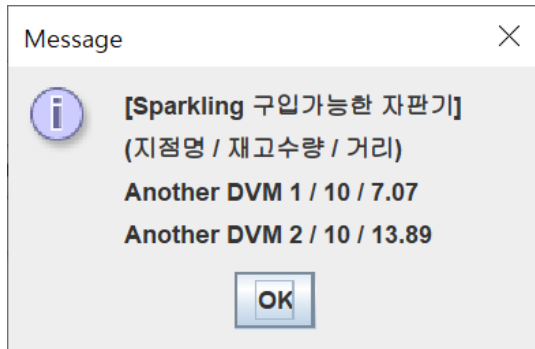 Message
[Sparkling 구입가능한 자판기]
(지점명 / 재고수량 / 거리)
Another DVM 1 / 10 / 7.07
Another DVM 2 / 10 / 13.89
OK